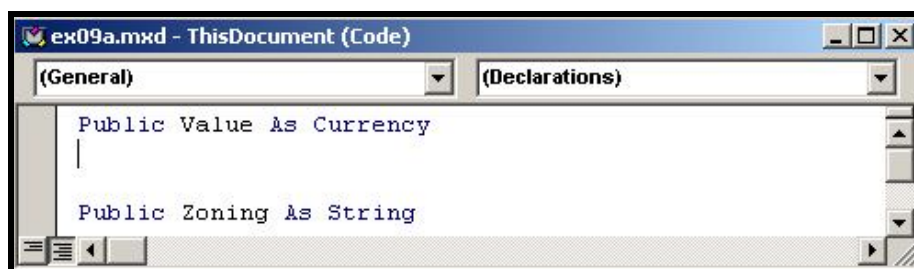 ex09a.mxd - ThisDocument (Code)
(General) (Declarations)
Public Value As Currency
Public Zoning As String